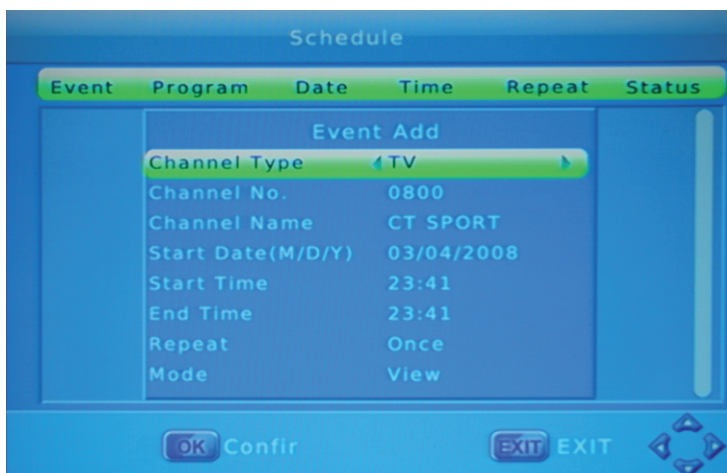 Schedule
Event Program Date Time Repeat Status
Event Add
Channel Type TV
Channel No. 0800
Channel Name CT SPORT
Start Date(M/D/Y) 03/04/2008
Start Time 23:41
End Time 23:41
Repeat Once
Mode View
OK Confir EXIT EXIT